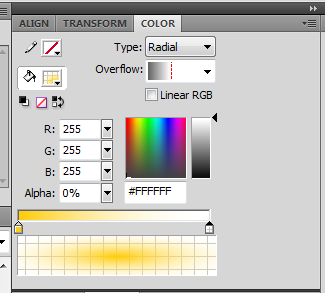 ALIGN TRANSFORM COLOR
Type: Radial
Overflow:
Linear RGB
R: 255
G: 255
B: 255
Alpha: 0% #FFFFFF